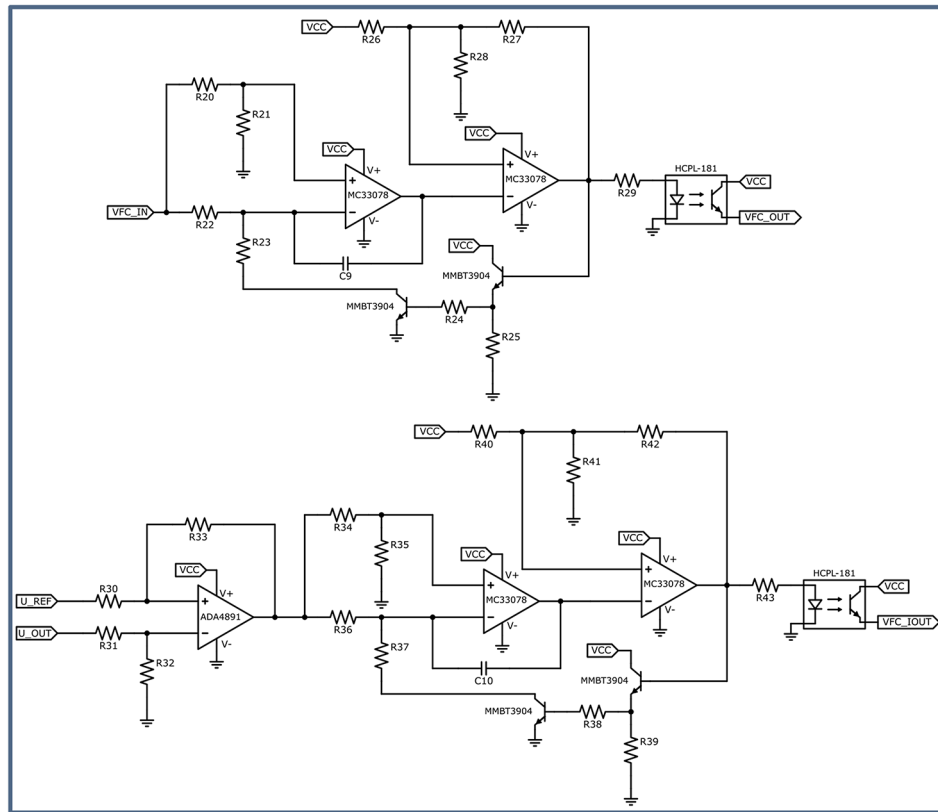 VCC
R26
R27
R28
R20
R21
VCC
VCC
V+
V+
MC33078
MC33078
+
-
+
-
V-
V-
HCPL-181
VCC
R29
VFC_OUT
VFC_IN
R22
R23
C9
VCC
MMBT3904
MMBT3904
R24
R25
VCC
R40
R42
R41
R33
R34
R35
VCC
VCC
VCC
V+
V+
V+
HCPL-181
U_REF
R30
+
-
ADA4891
+
-
MC33078
+
-
MC33078
R43
VCC
U_OUT
R31
R36
VFC_IOUT
V-
V-
V-
R32
R37
C10
VCC
MMBT3904
MMBT3904
R38
R39